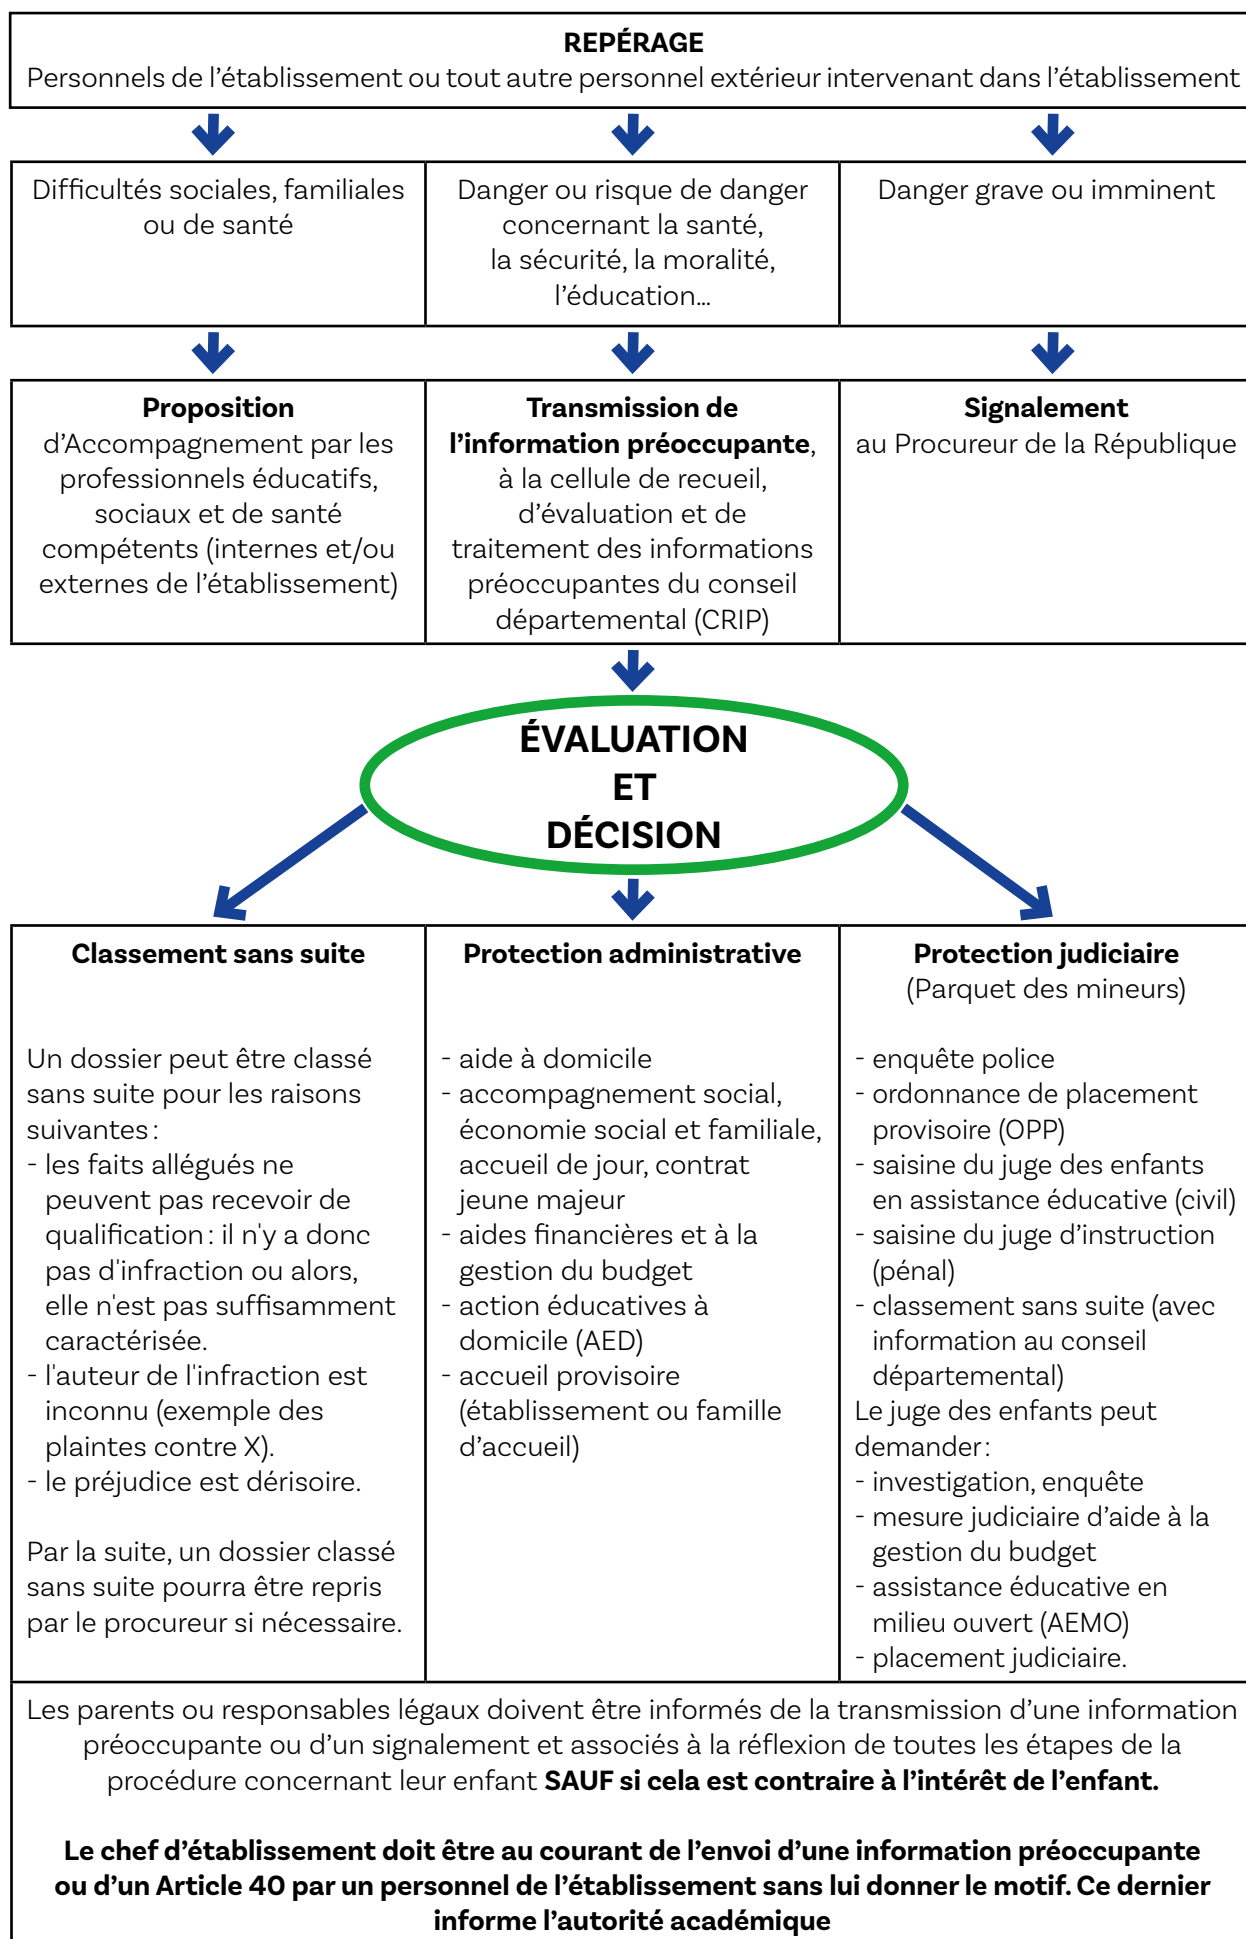 REPÉRAGE
Personnels de l’établissement ou tout autre personnel extérieur intervenant dans l’établissement
Difficultés sociales, familiales
ou de santé
Danger ou risque de danger
concernant la santé,
la sécurité, la moralité,
l’éducation…
Danger grave ou imminent
Proposition
d’Accompagnement par les
professionnels éducatifs,
sociaux et de santé
compétents (internes et/ou
externes de l’établissement)
Transmission de
l’information préoccupante,
à la cellule de recueil,
d’évaluation et de
traitement des informations
préoccupantes du conseil
départemental (CRIP)
Signalement
au Procureur de la République
ÉVALUATION
ET
DÉCISION
Classement sans suite
Un dossier peut être classé
sans suite pour les raisons
suivantes :
- les faits allégués ne
peuvent pas recevoir de
qualification : il n'y a donc
pas d'infraction ou alors,
elle n'est pas suffisamment
caractérisée.
- l'auteur de l'infraction est
inconnu (exemple des
plaintes contre X).
- le préjudice est dérisoire.
Par la suite, un dossier classé
sans suite pourra être repris
par le procureur si nécessaire.
Protection administrative
- aide à domicile
- accompagnement social,
économie social et familiale,
accueil de jour, contrat
jeune majeur
- aides financières et à la
gestion du budget
- action éducatives à
domicile (AED)
- accueil provisoire
(établissement ou famille
d’accueil)
Protection judiciaire
(Parquet des mineurs)
- enquête police
- ordonnance de placement
provisoire (OPP)
- saisine du juge des enfants
en assistance éducative (civil)
- saisine du juge d’instruction
(pénal)
- classement sans suite (avec
information au conseil
départemental)
Le juge des enfants peut
demander :
- investigation, enquête
- mesure judiciaire d’aide à la
gestion du budget
- assistance éducative en
milieu ouvert (AEMO)
- placement judiciaire.
Les parents ou responsables légaux doivent être informés de la transmission d’une information
préoccupante ou d’un signalement et associés à la réflexion de toutes les étapes de la
procédure concernant leur enfant SAUF si cela est contraire à l’intérêt de l’enfant.
Le chef d’établissement doit être au courant de l’envoi d’une information préoccupante
ou d’un Article 40 par un personnel de l’établissement sans lui donner le motif. Ce dernier
informe l’autorité académique